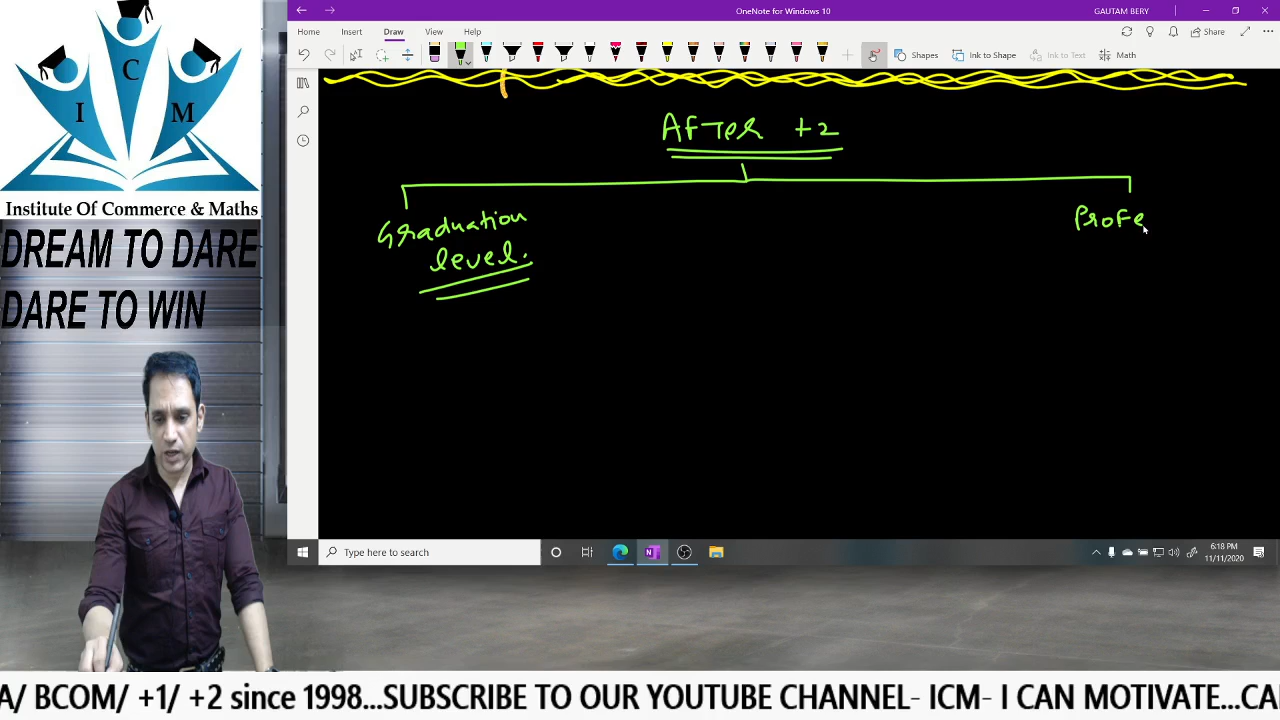 I
C
M
Institute Of Commerce & Maths
DREAM TO DARE
DARE TO WIN
OneNote for Windows 10
GAUTAM BERY
Home Insert Draw View Help
Share
Shapes
Ink to Shape
Ink to Text
Math
AFTER +2
Graduation
level.
ProFe
Type here to search
6:18 PM
11/11/2020
A/ BCOM/ +1/ +2 since 1998...SUBSCRIBE TO OUR YOUTUBE CHANNEL- ICM- I CAN MOTIVATE...CA